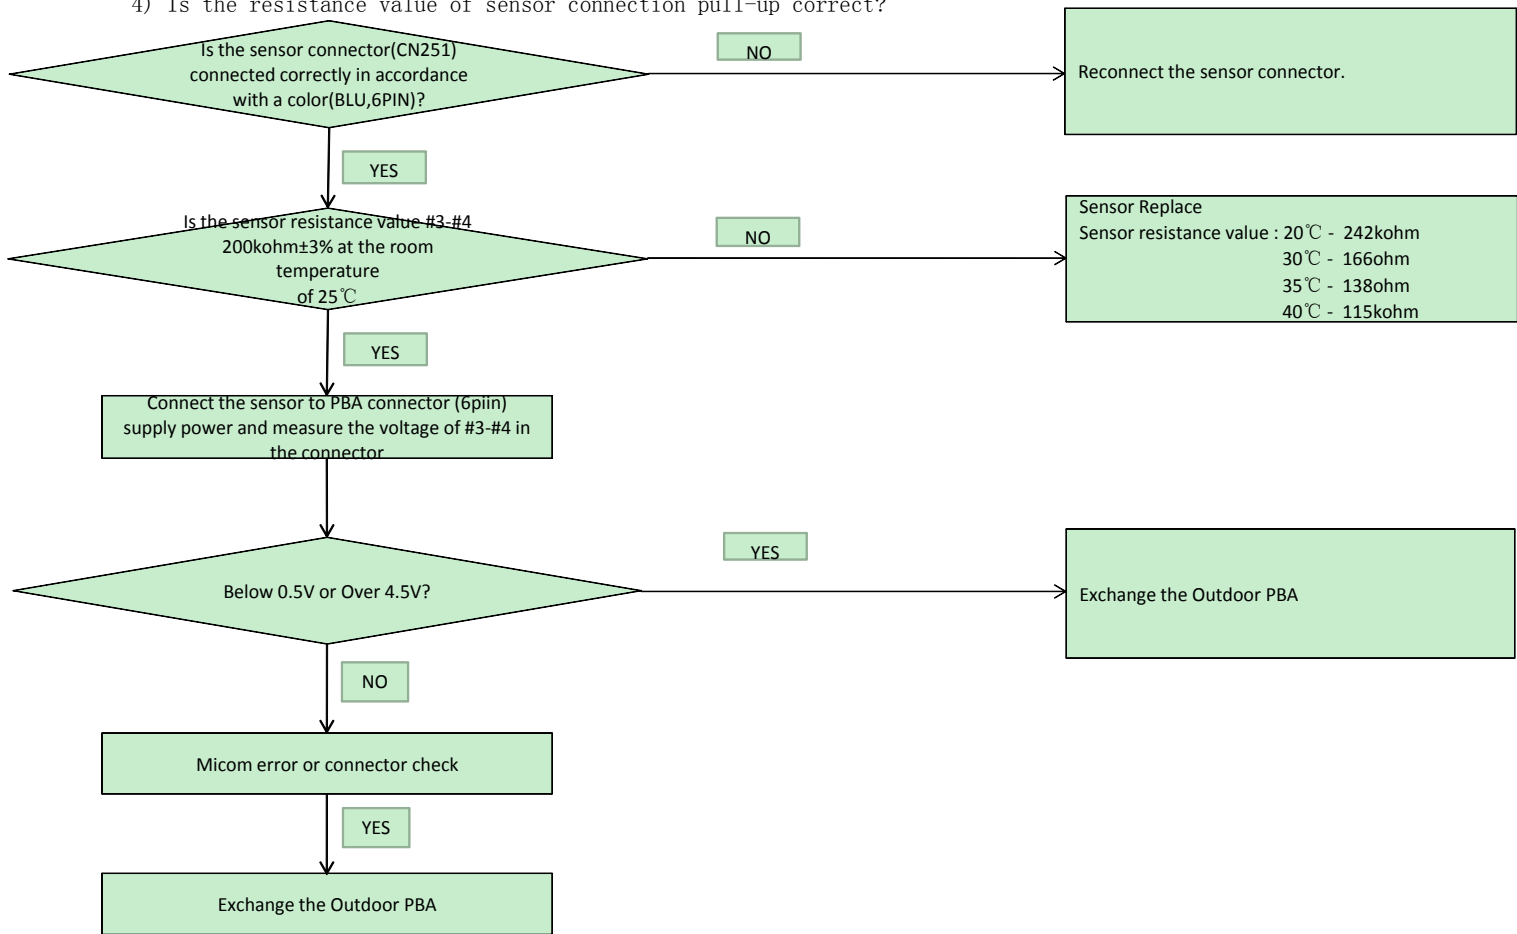 4) Is the resistance value of sensor connection pull-up correct?
Is the sensor connector(CN251)
connected correctly in accordance
with a color(BLU,6PIN)?
NO
Reconnect the sensor connector.
YES
Is the sensor resistance value #3-#4
200kohm±3% at the room
temperature
of 25℃
NO
Sensor Replace
Sensor resistance value : 20℃ - 242kohm
30℃ - 166ohm
35℃ - 138ohm
40℃ - 115kohm
YES
Connect the sensor to PBA connector (6piin)
supply power and measure the voltage of #3-#4 in
the connector
Below 0.5V or Over 4.5V?
YES
Exchange the Outdoor PBA
NO
Micom error or connector check
YES
Exchange the Outdoor PBA